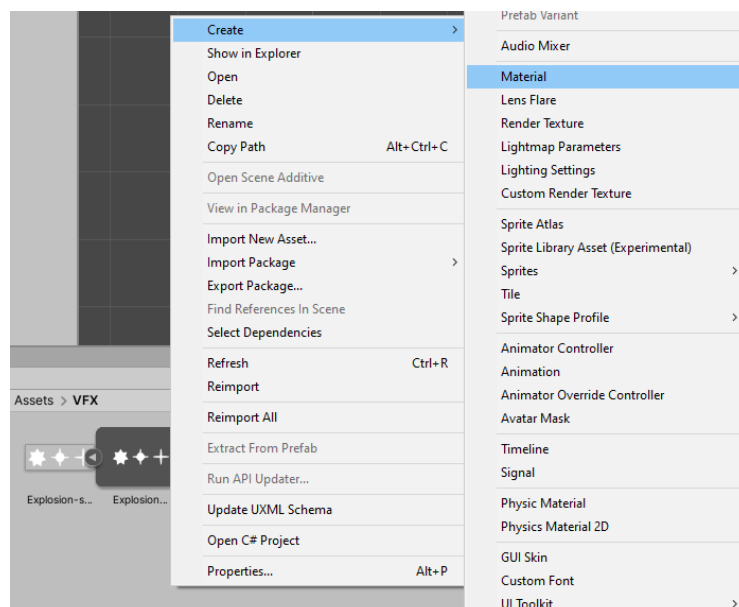 Create >
Show in Explorer
Open
Delete
Rename
Copy Path Alt+Ctrl+C
Open Scene Additive
View in Package Manager
Import New Asset...
Import Package >
Export Package...
Find References In Scene
Select Dependencies
Refresh Ctrl+R
Reimport
Reimport All
Extract From Prefab
Run API Updater...
Update UXML Schema
Open C# Project
Properties... Alt+P
Prefab Variant
Audio Mixer
Material
Lens Flare
Render Texture
Lightmap Parameters
Lighting Settings
Custom Render Texture
Sprite Atlas
Sprite Library Asset (Experimental)
Sprites >
Tile
Sprite Shape Profile >
Animator Controller
Animation
Animator Override Controller
Avatar Mask
Timeline
Signal
Physic Material
Physics Material 2D
GUI Skin
Custom Font
UI Toolkit >
Assets > VFX
Explosion-s...
Explosion...